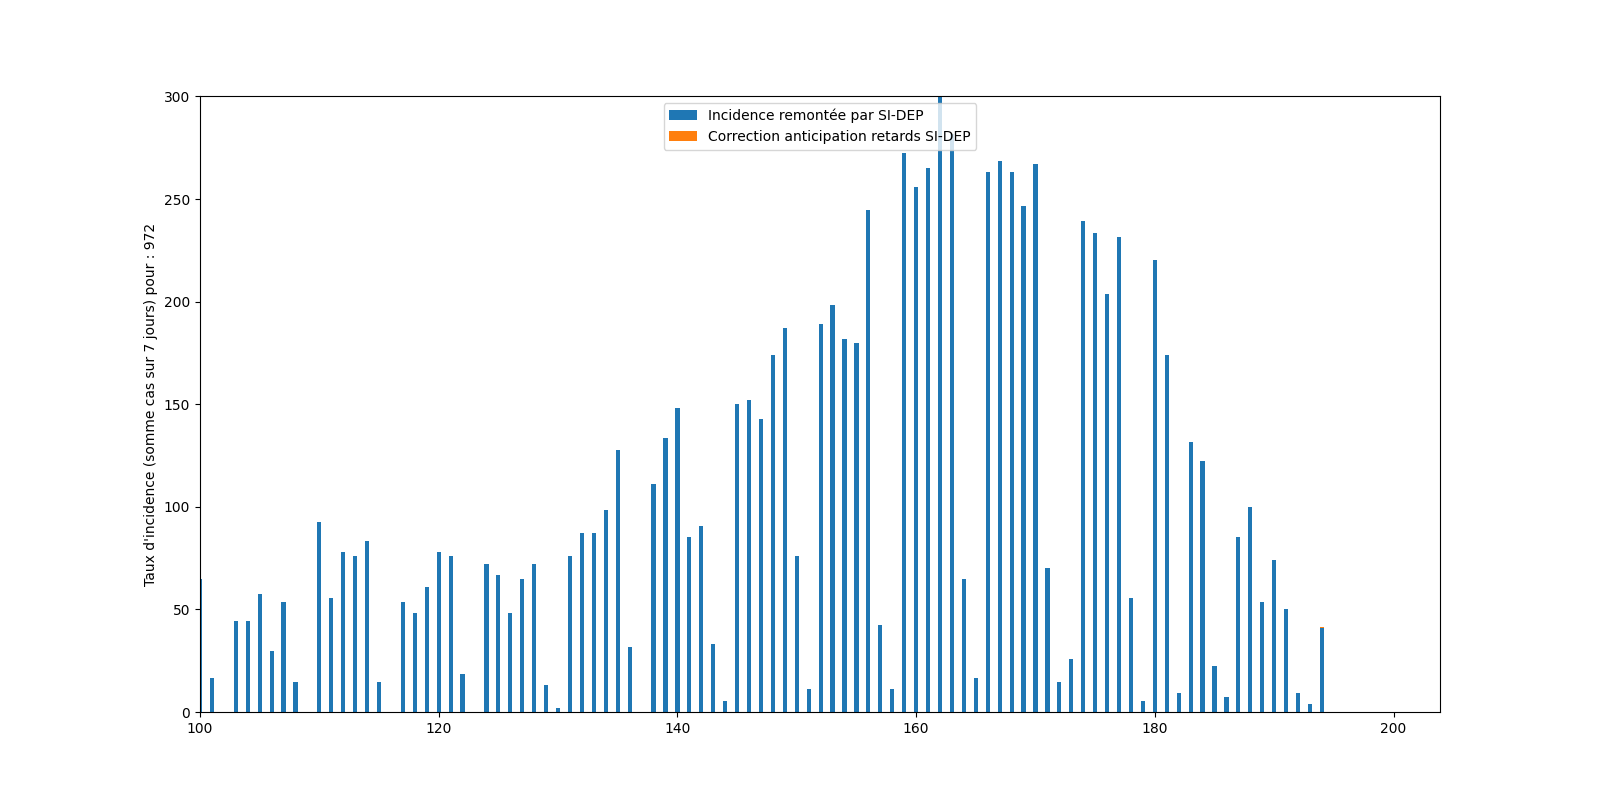 300
250
200
150
100
50
0
Taux d'incidence (somme cas sur 7 jours) pour : 972
Incidence remontée par SI-DEP
Correction anticipation retards SI-DEP
100 120 140 160 180 200